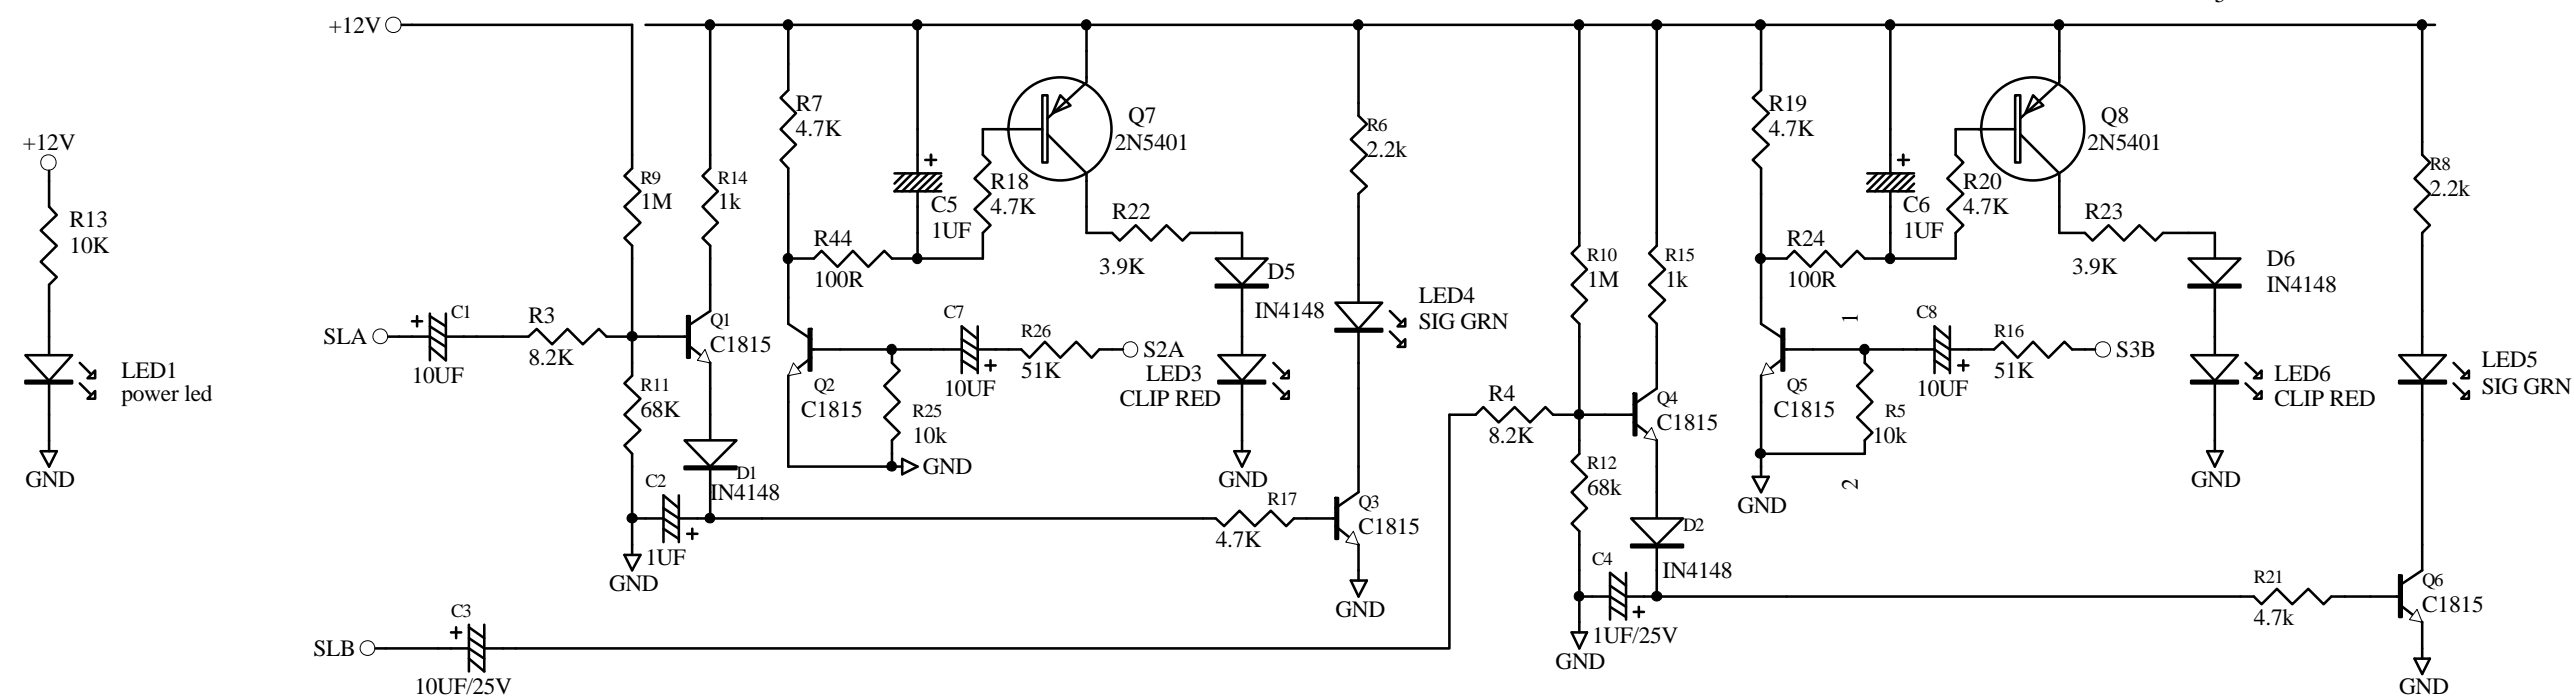 +12V
R13
10K
LED1
power led
GND
+12V
SLA
C1
10UF
R3
8.2K
R9
1M
R14
1k
Q1
C1815
R11
68K
D1
IN4148
C2
1UF
GND
SLB
C3
10UF/25V
R7
4.7K
R44
100R
C5
1UF
R18
4.7K
Q7
2N5401
R22
3.9K
D5
IN4148
Q2
C1815
R25
10k
GND
C7
10UF
R26
51K
S2A
LED3
CLIP RED
GND
R6
2.2k
LED4
SIG GRN
R17
4.7K
Q3
C1815
GND
R4
8.2K
R10
1M
R15
1k
Q4
C1815
R12
68k
D2
IN4148
C4
1UF/25V
GND
R19
4.7K
R24
100R
C6
1UF
R20
4.7K
Q8
2N5401
R23
3.9K
D6
IN4148
1
Q5
C1815
R5
10k
2
GND
C8
10UF
R16
51K
S3B
LED6
CLIP RED
GND
R8
2.2k
LED5
SIG GRN
R21
4.7k
Q6
C1815
GND